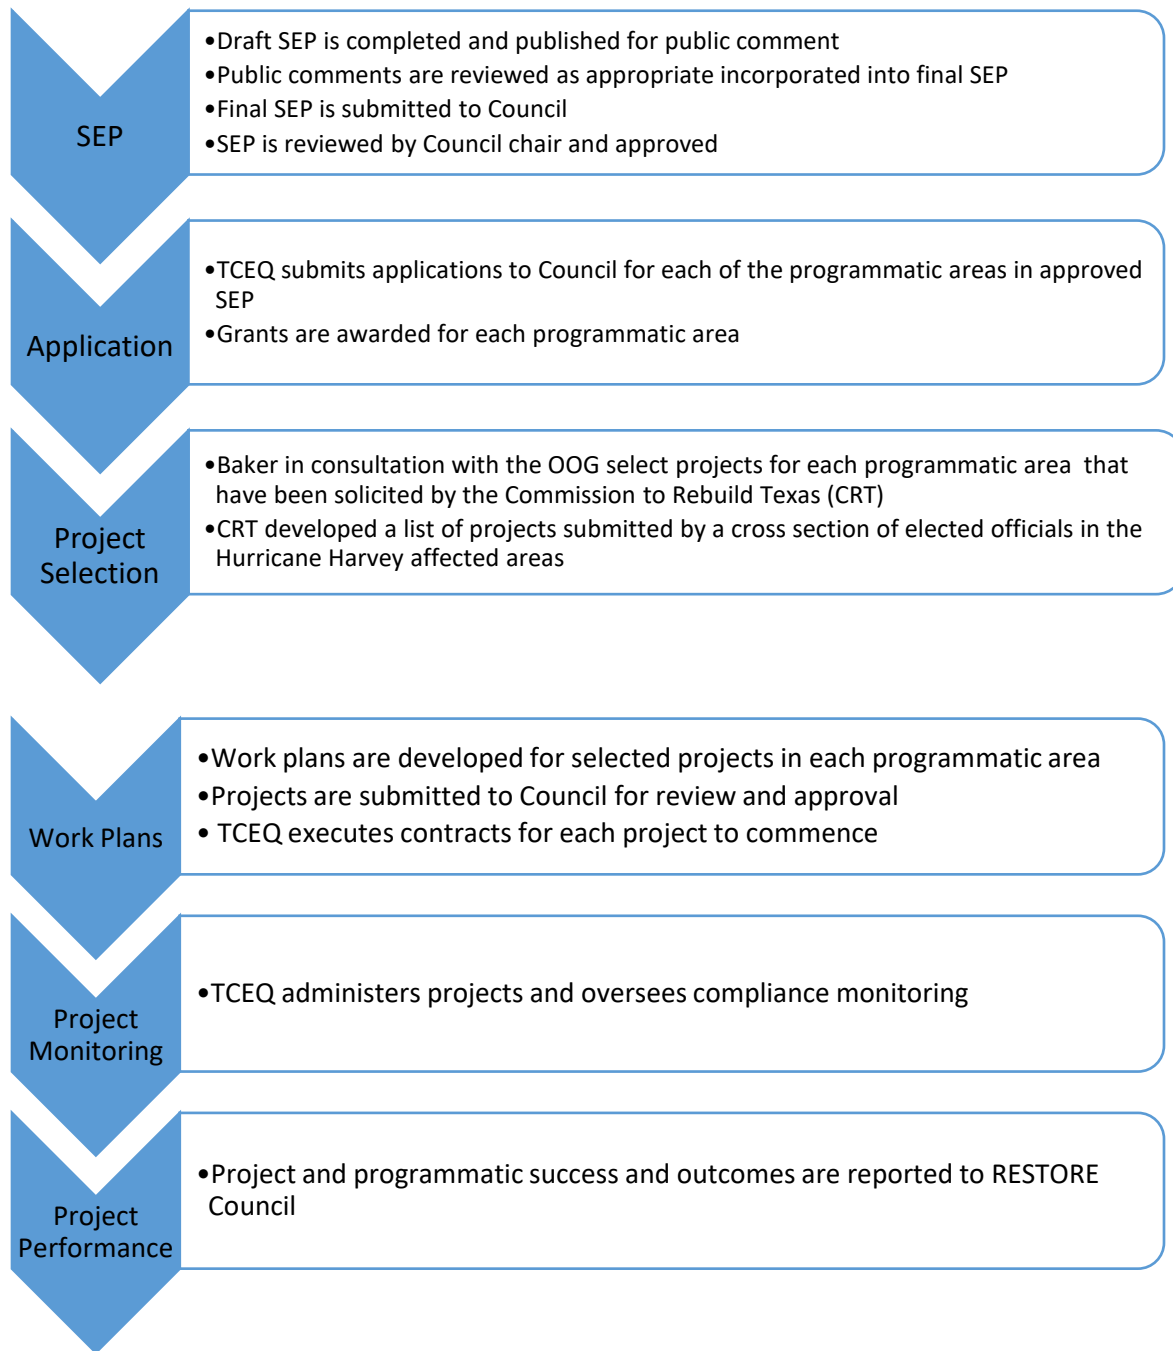 SEP
•Draft SEP is completed and published for public comment
•Public comments are reviewed as appropriate incorporated into final SEP
•Final SEP is submitted to Council
•SEP is reviewed by Council chair and approved
Application
•TCEQ submits applications to Council for each of the programmatic areas in approved
SEP
•Grants are awarded for each programmatic area
Project
Selection
•Baker in consultation with the OOG select projects for each programmatic area  that
have been solicited by the Commission to Rebuild Texas (CRT)
•CRT developed a list of projects submitted by a cross section of elected officials in the
Hurricane Harvey affected areas
Work Plans
•Work plans are developed for selected projects in each programmatic area
•Projects are submitted to Council for review and approval
• TCEQ executes contracts for each project to commence
Project
Monitoring
•TCEQ administers projects and oversees compliance monitoring
Project
Performance
•Project and programmatic success and outcomes are reported to RESTORE
Council